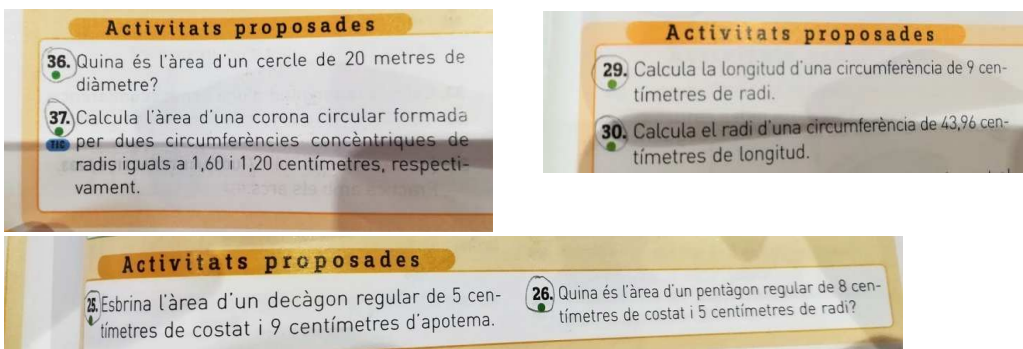 Activitats proposades
36. Quina és l'àrea d'un cercle de 20 metres de
diàmetre?
37. Calcula l'àrea d'una corona circular formada
TIC per dues circumferències concèntriques de
radis iguals a 1,60 i 1,20 centímetres, respecti-
vament.
Activitats proposades
29. Calcula la longitud d'una circumferència de 9 cen-
tímetres de radi.
30. Calcula el radi d'una circumferència de 43,96 cen-
tímetres de longitud.
Activitats proposades
25. Esbrina l'àrea d'un decàgon regular de 5 cen-
tímetres de costat i 9 centímetres d'apotema.
26. Quina és l'àrea d'un pentàgon regular de 8 cen-
tímetres de costat i 5 centímetres de radi?